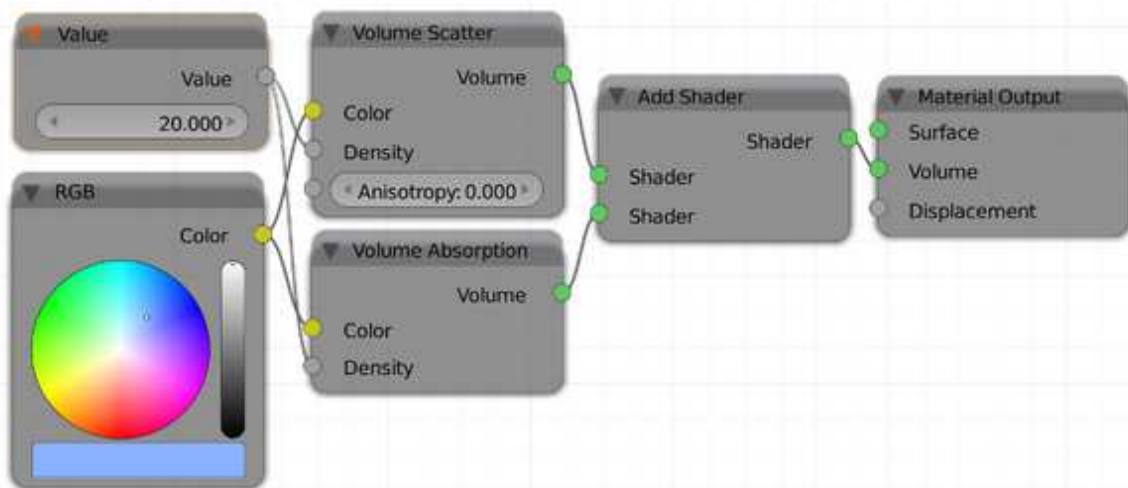 Value
Value
20.000
RGB
Color
Volume Scatter
Volume
Color
Density
Anisotropy: 0.000
Volume Absorption
Volume
Color
Density
Add Shader
Shader
Shader
Shader
Material Output
Surface
Volume
Displacement